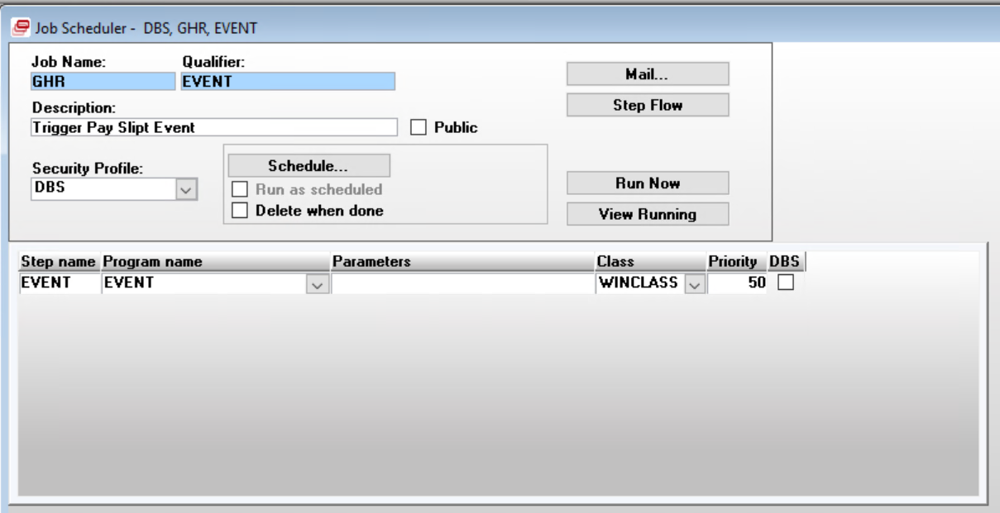 Job Scheduler -  DBS, GHR, EVENT
Job Name: Qualifier:
GHR EVENT
Mail...
Step Flow
Description:
Trigger Pay Slipt Event
Public
Security Profile:
DBS
Schedule...
Run as scheduled
Delete when done
Run Now
View Running
Step name Program name Parameters Class Priority DBS
EVENT EVENT WINCLASS 50